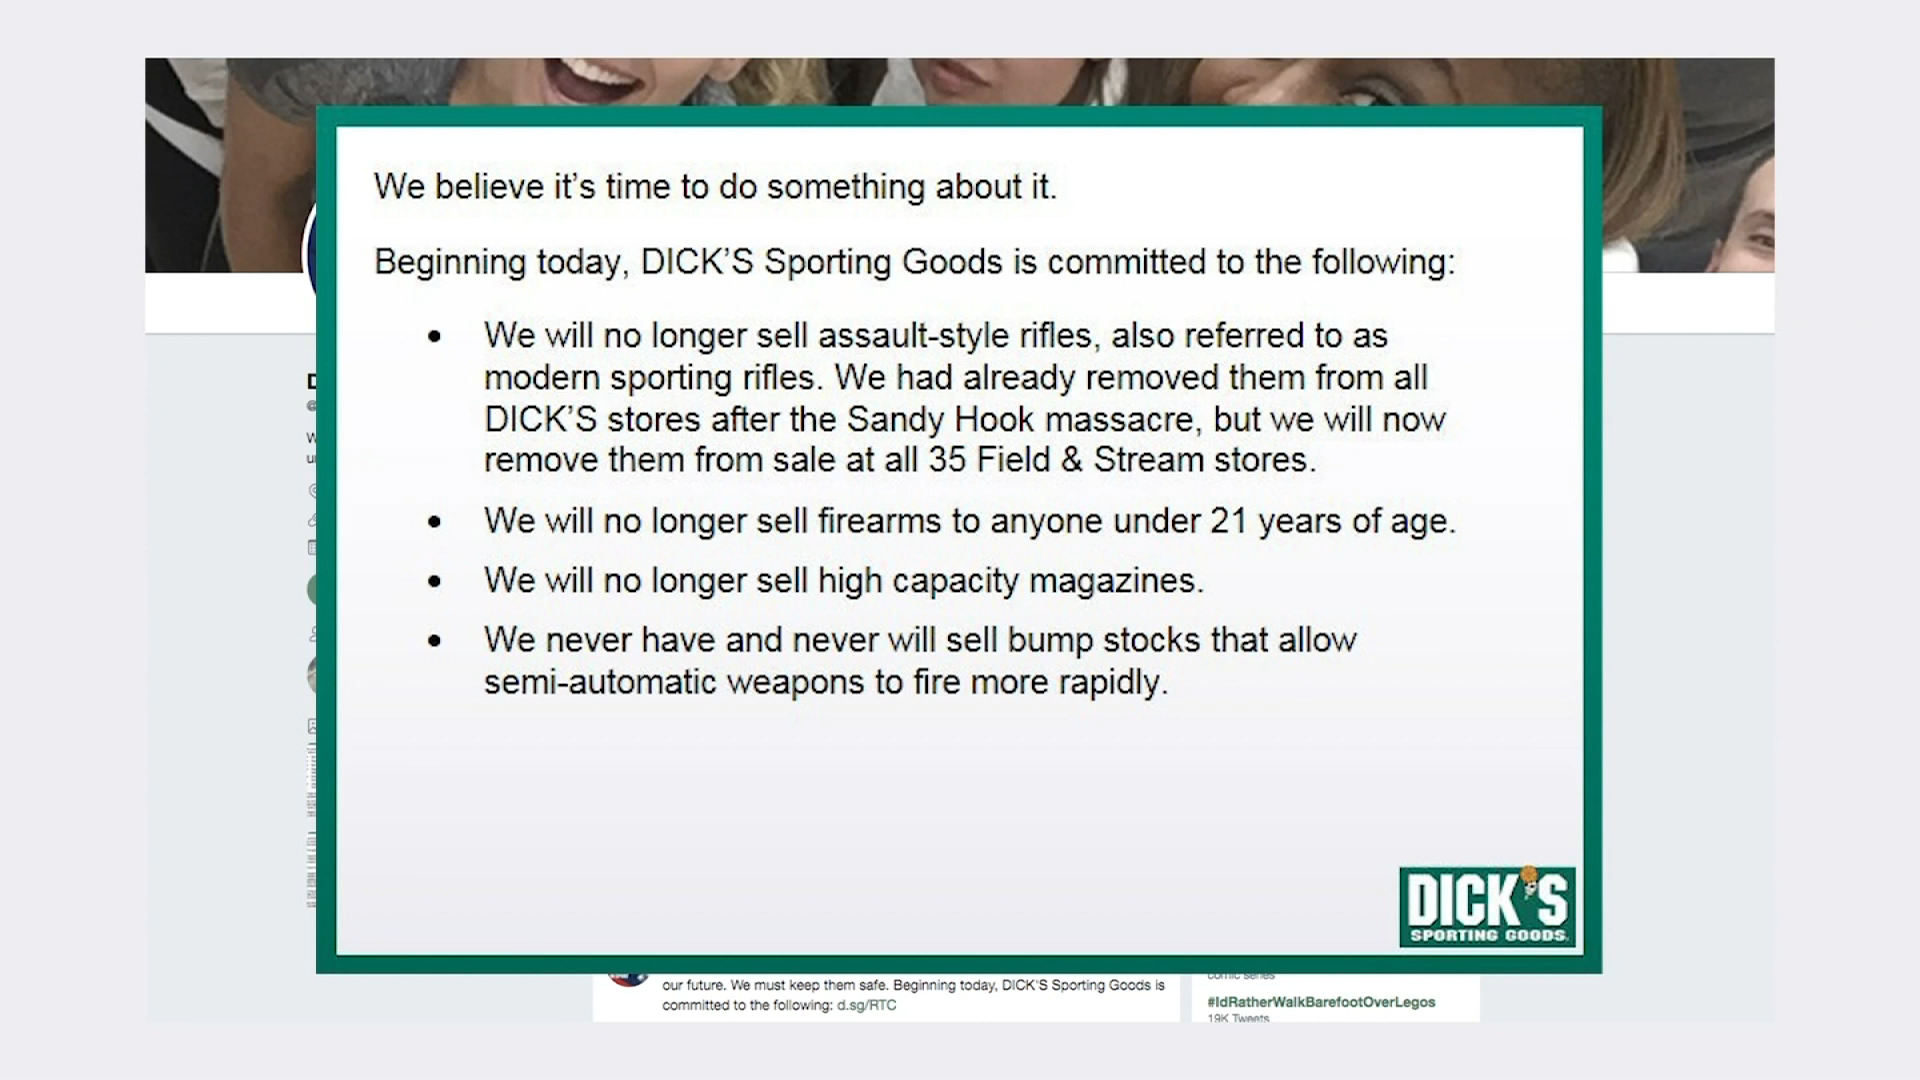 We believe it's time to do something about it.
Beginning today, DICK'S Sporting Goods is committed to the following:
• We will no longer sell assault-style rifles, also referred to as
modern sporting rifles. We had already removed them from all
DICK'S stores after the Sandy Hook massacre, but we will now
remove them from sale at all 35 Field & Stream stores.
• We will no longer sell firearms to anyone under 21 years of age.
• We will no longer sell high capacity magazines.
• We never have and never will sell bump stocks that allow
semi-automatic weapons to fire more rapidly.
DICK'S
SPORTING GOODS
our future. We must keep them safe. Beginning today, DICK'S Sporting Goods is
committed to the following: d.sg/RTC
comic series
#IdRatherWalkBarefootOverLegos
19K Tweets